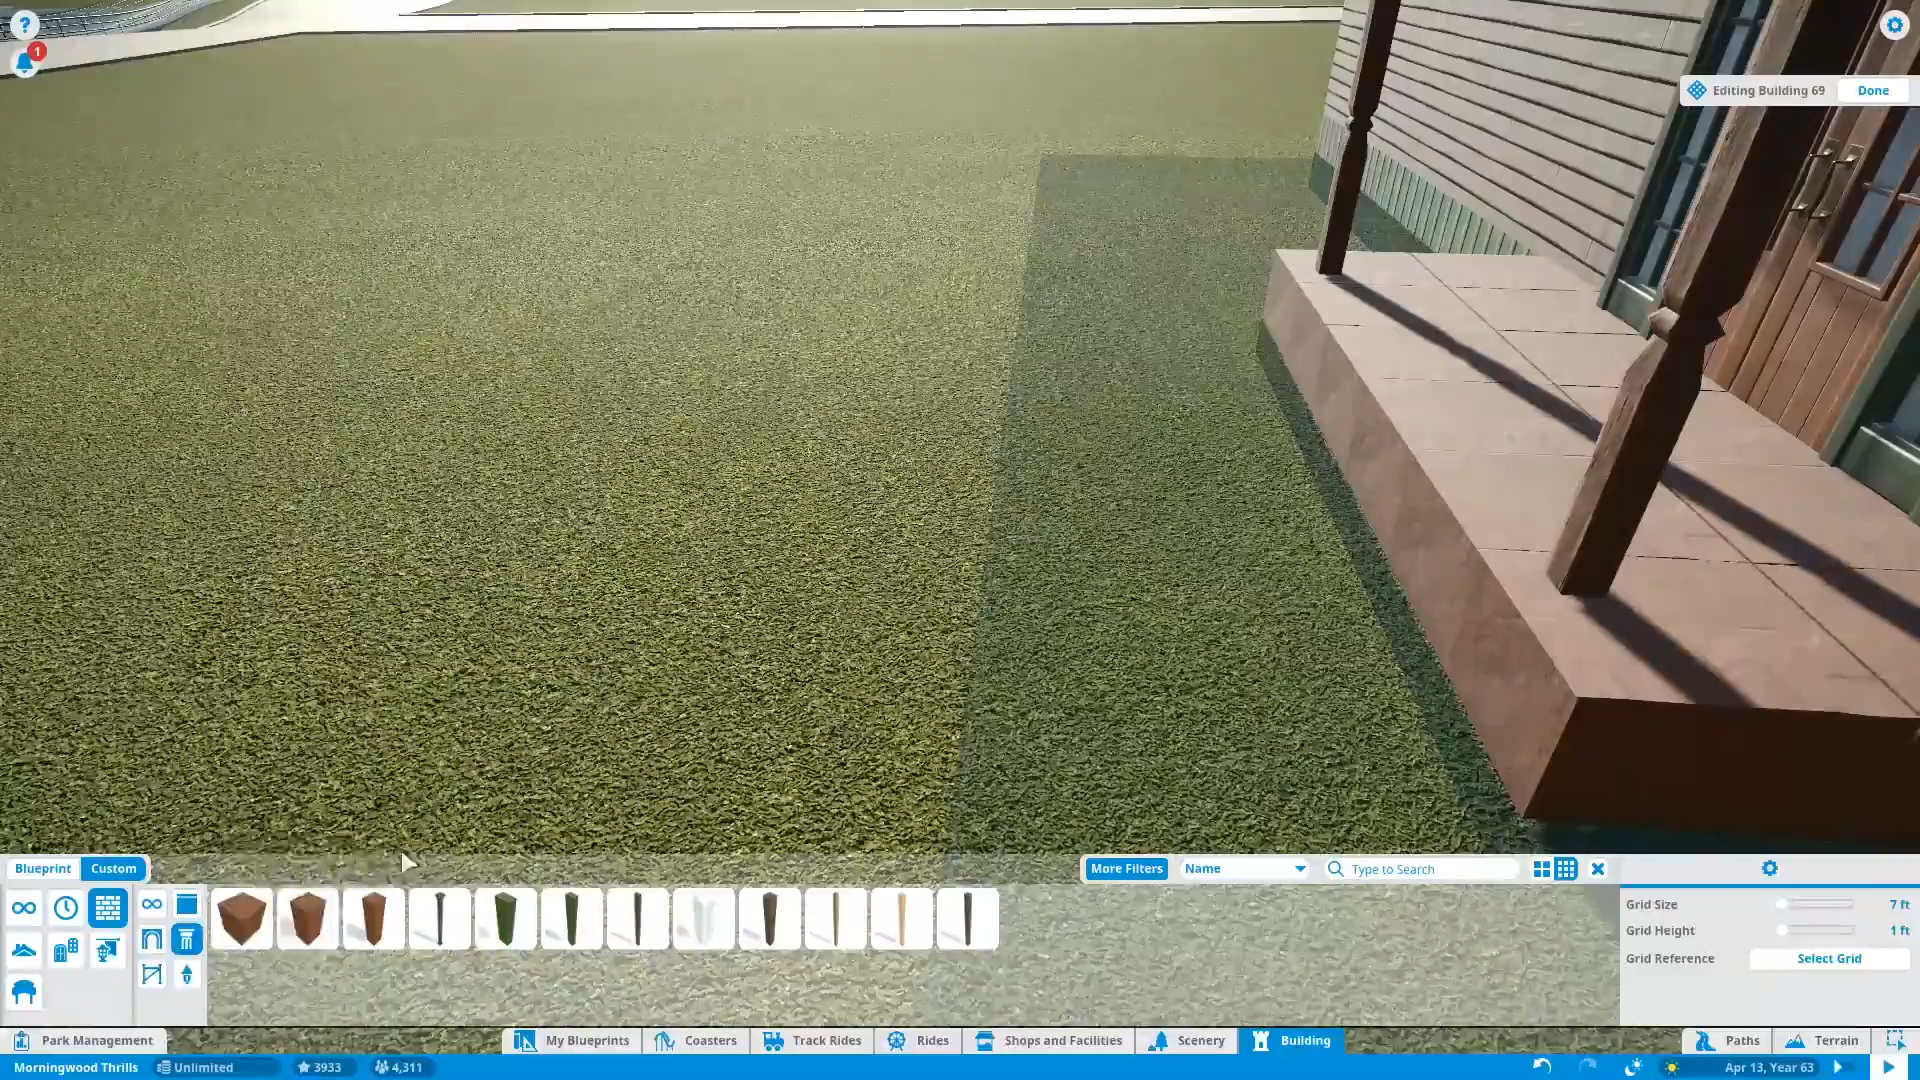 ?
1
Editing Building 69
Done
Blueprint
Custom
More Filters
Name
Type to Search
Grid Size
7 ft
Grid Height
1 ft
Grid Reference
Select Grid
Park Management
My Blueprints
Coasters
Track Rides
Rides
Shops and Facilities
Scenery
Building
Paths
Terrain
Morningwood Thrills
Unlimited
3933
4,311
Apr 13, Year 63